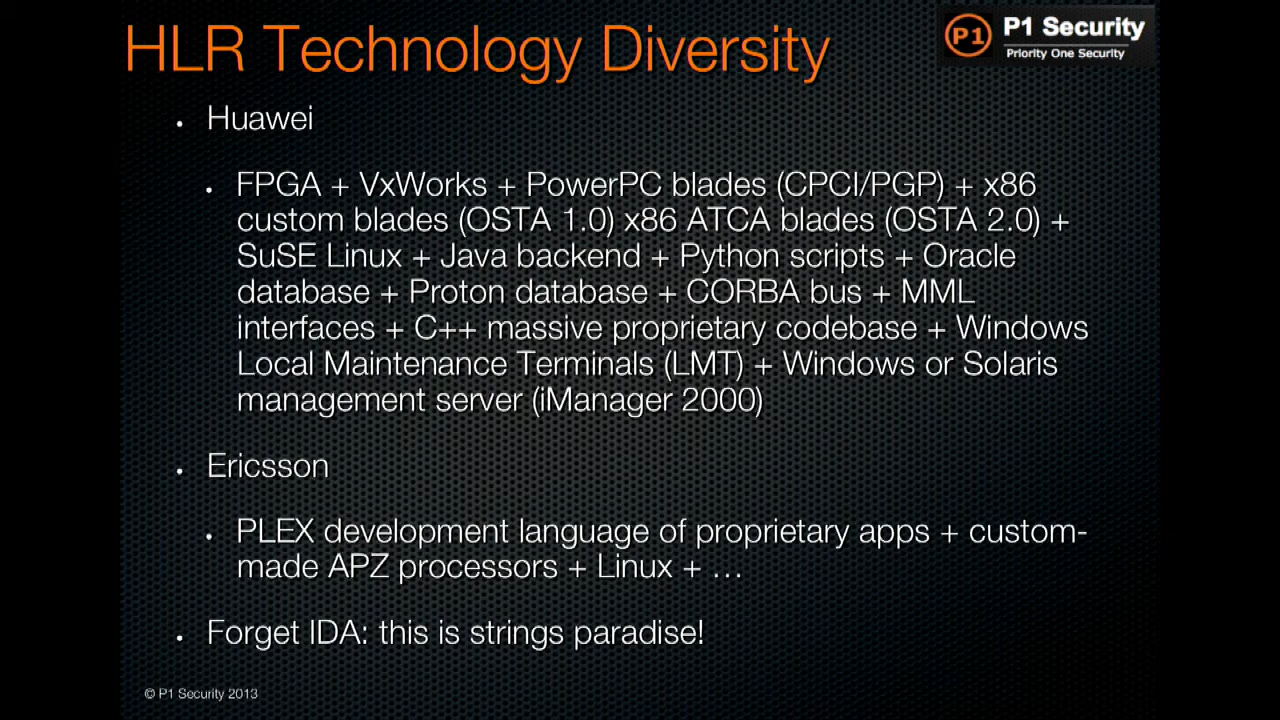 HLR Technology Diversity
P1 P1 Security
Priority One Security
• Huawei
• FPGA + VxWorks + PowerPC blades (CPCI/PGP) + x86
custom blades (OSTA 1.0) x86 ATCA blades (OSTA 2.0) +
SuSE Linux + Java backend + Python scripts + Oracle
database + Proton database + CORBA bus + MML
interfaces + C++ massive proprietary codebase + Windows
Local Maintenance Terminals (LMT) + Windows or Solaris
management server (iManager 2000)
• Ericsson
• PLEX development language of proprietary apps + custom-
made APZ processors + Linux + …
• Forget IDA: this is strings paradise!
© P1 Security 2013